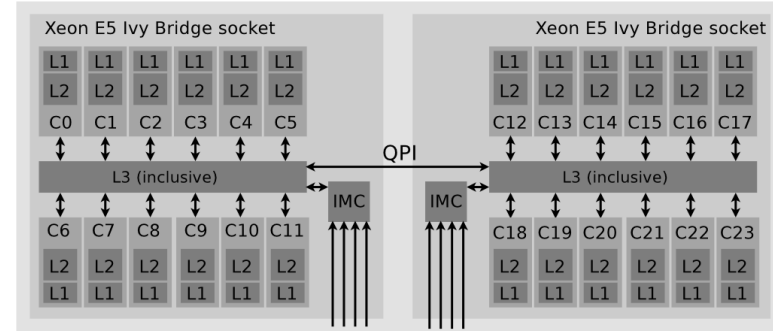 Xeon E5 Ivy Bridge socket
L1 L1 L1 L1 L1 L1
L2 L2 L2 L2 L2 L2
C0 C1 C2 C3 C4 C5
L3 (inclusive)
IMC
C6 C7 C8 C9 C10 C11
L2 L2 L2 L2 L2 L2
L1 L1 L1 L1 L1 L1
QPI
Xeon E5 Ivy Bridge socket
L1 L1 L1 L1 L1 L1
L2 L2 L2 L2 L2 L2
C12 C13 C14 C15 C16 C17
L3 (inclusive)
IMC
C18 C19 C20 C21 C22 C23
L2 L2 L2 L2 L2 L2
L1 L1 L1 L1 L1 L1